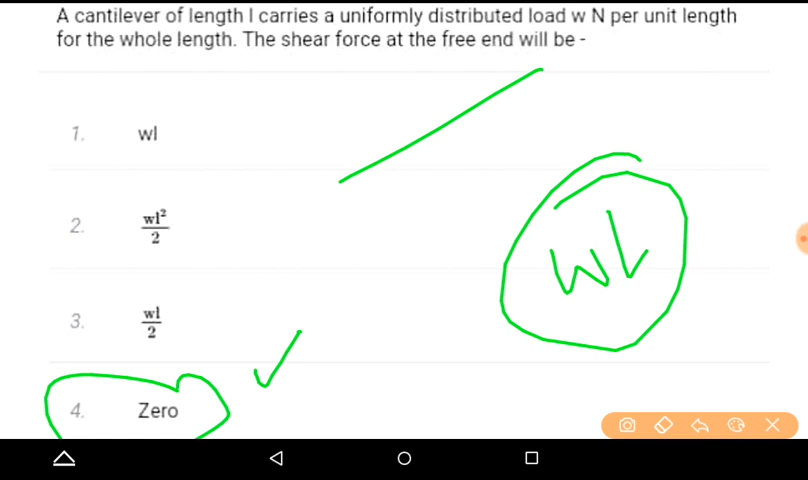 A cantilever of length l carries a uniformly distributed load w N per unit length
for the whole length. The shear force at the free end will be -
1. wl
2. wl²/2
3. wl/2
4. Zero
WL